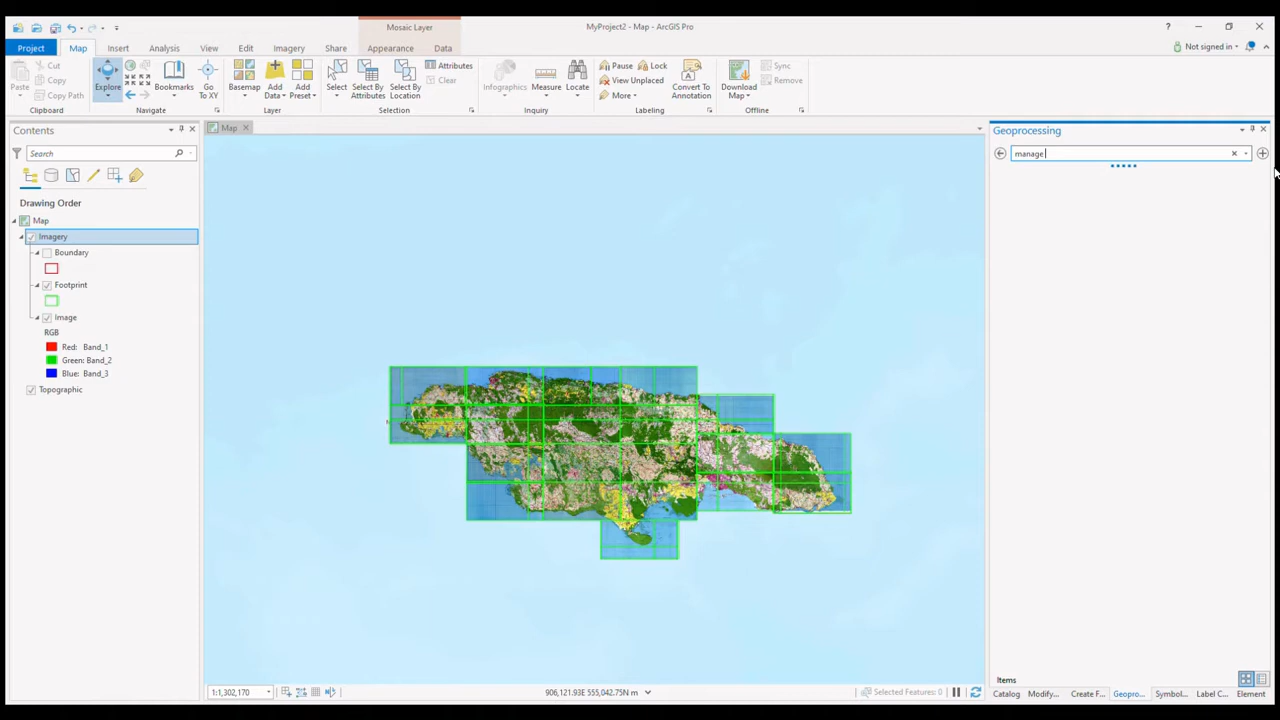 Mosaic Layer
MyProject2 - Map - ArcGIS Pro
Project Map Insert Analysis View Edit Imagery Share Appearance Data
Not signed in
Paste
Cut
Copy
Copy Path
Clipboard
Explore
Bookmarks
Go To XY
Navigate
Basemap
Add Data
Add Preset
Layer
Select
Select By Attributes
Select By Location
Attributes
Clear
Selection
Infographics
Measure
Locate
Inquiry
Pause Lock
View Unplaced
More
Convert To Annotation
Labeling
Download Map
Sync
Remove
Offline
Contents
Search
Drawing Order
Map
Imagery
Boundary
Footprint
Image
RGB
Red: Band_1
Green: Band_2
Blue: Band_3
Topographic
Map
1:1,302,170
906,121.93E 555,042.75N m
Selected Features: 0
Geoprocessing
manage
Items
Catalog Modify... Create F... Geopro... Symbol... Label C... Element